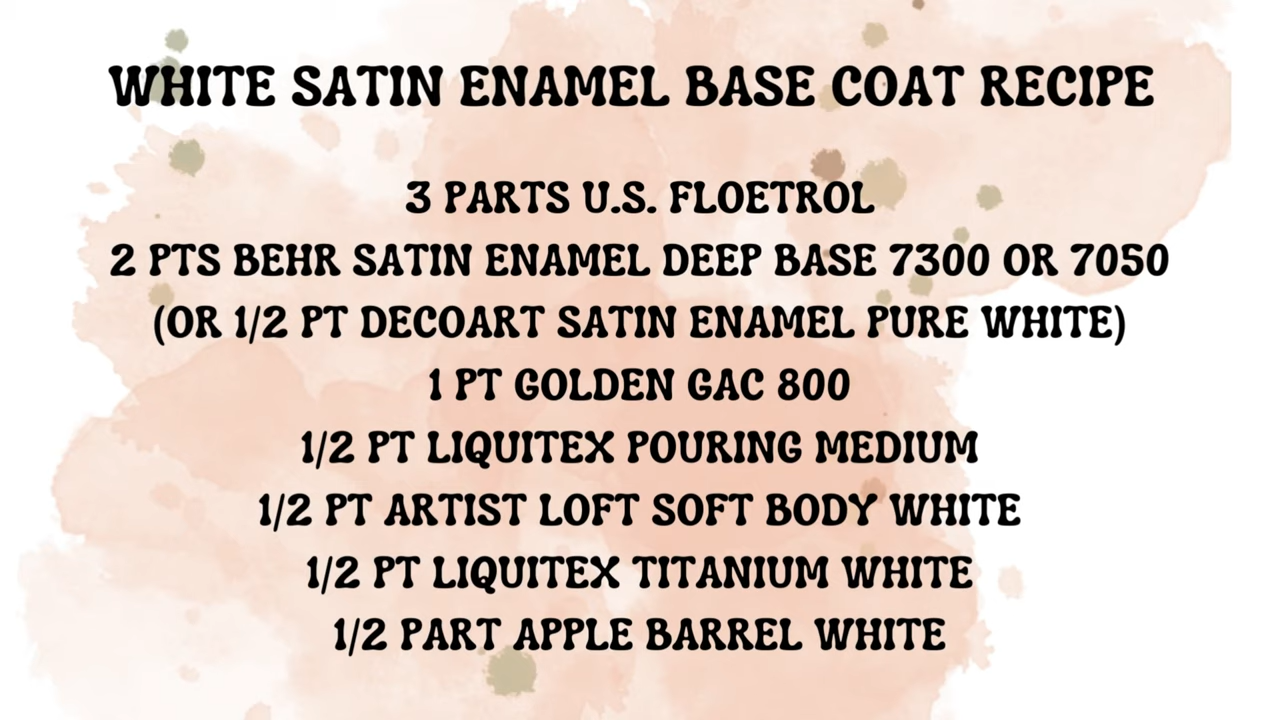 WHITE SATIN ENAMEL BASE COAT RECIPE
3 PARTS U.S. FLOETROL
2 PTS BEHR SATIN ENAMEL DEEP BASE 7300 OR 7050
(OR 1/2 PT DECOART SATIN ENAMEL PURE WHITE)
1 PT GOLDEN GAC 800
1/2 PT LIQUITEX POURING MEDIUM
1/2 PT ARTIST LOFT SOFT BODY WHITE
1/2 PT LIQUITEX TITANIUM WHITE
1/2 PART APPLE BARREL WHITE